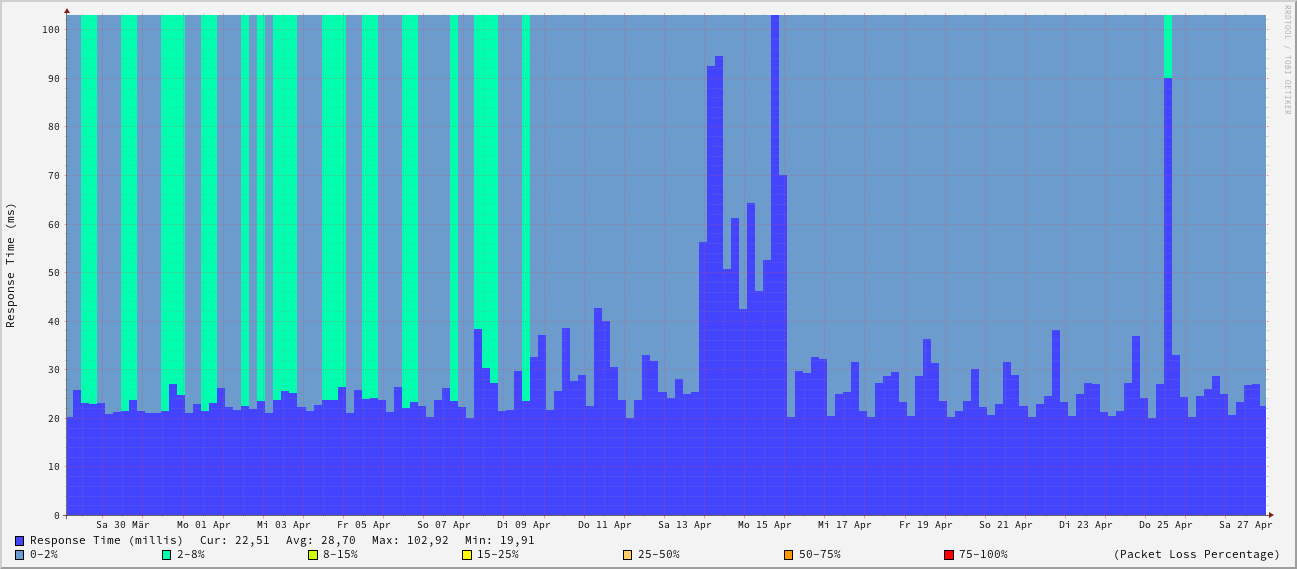 RRDTOOL / TOBI OETIKER
Response Time (ms)
100
90
80
70
60
50
40
30
20
10
0
Sa 30 Mär Mo 01 Apr Mi 03 Apr Fr 05 Apr So 07 Apr Di 09 Apr Do 11 Apr Sa 13 Apr Mo 15 Apr Mi 17 Apr Fr 19 Apr So 21 Apr Di 23 Apr Do 25 Apr Sa 27 Apr
Response Time (millis) Cur: 22,51 Avg: 28,70 Max: 102,92 Min: 19,91
0-2% 2-8% 8-15% 15-25% 25-50% 50-75% 75-100% (Packet Loss Percentage)